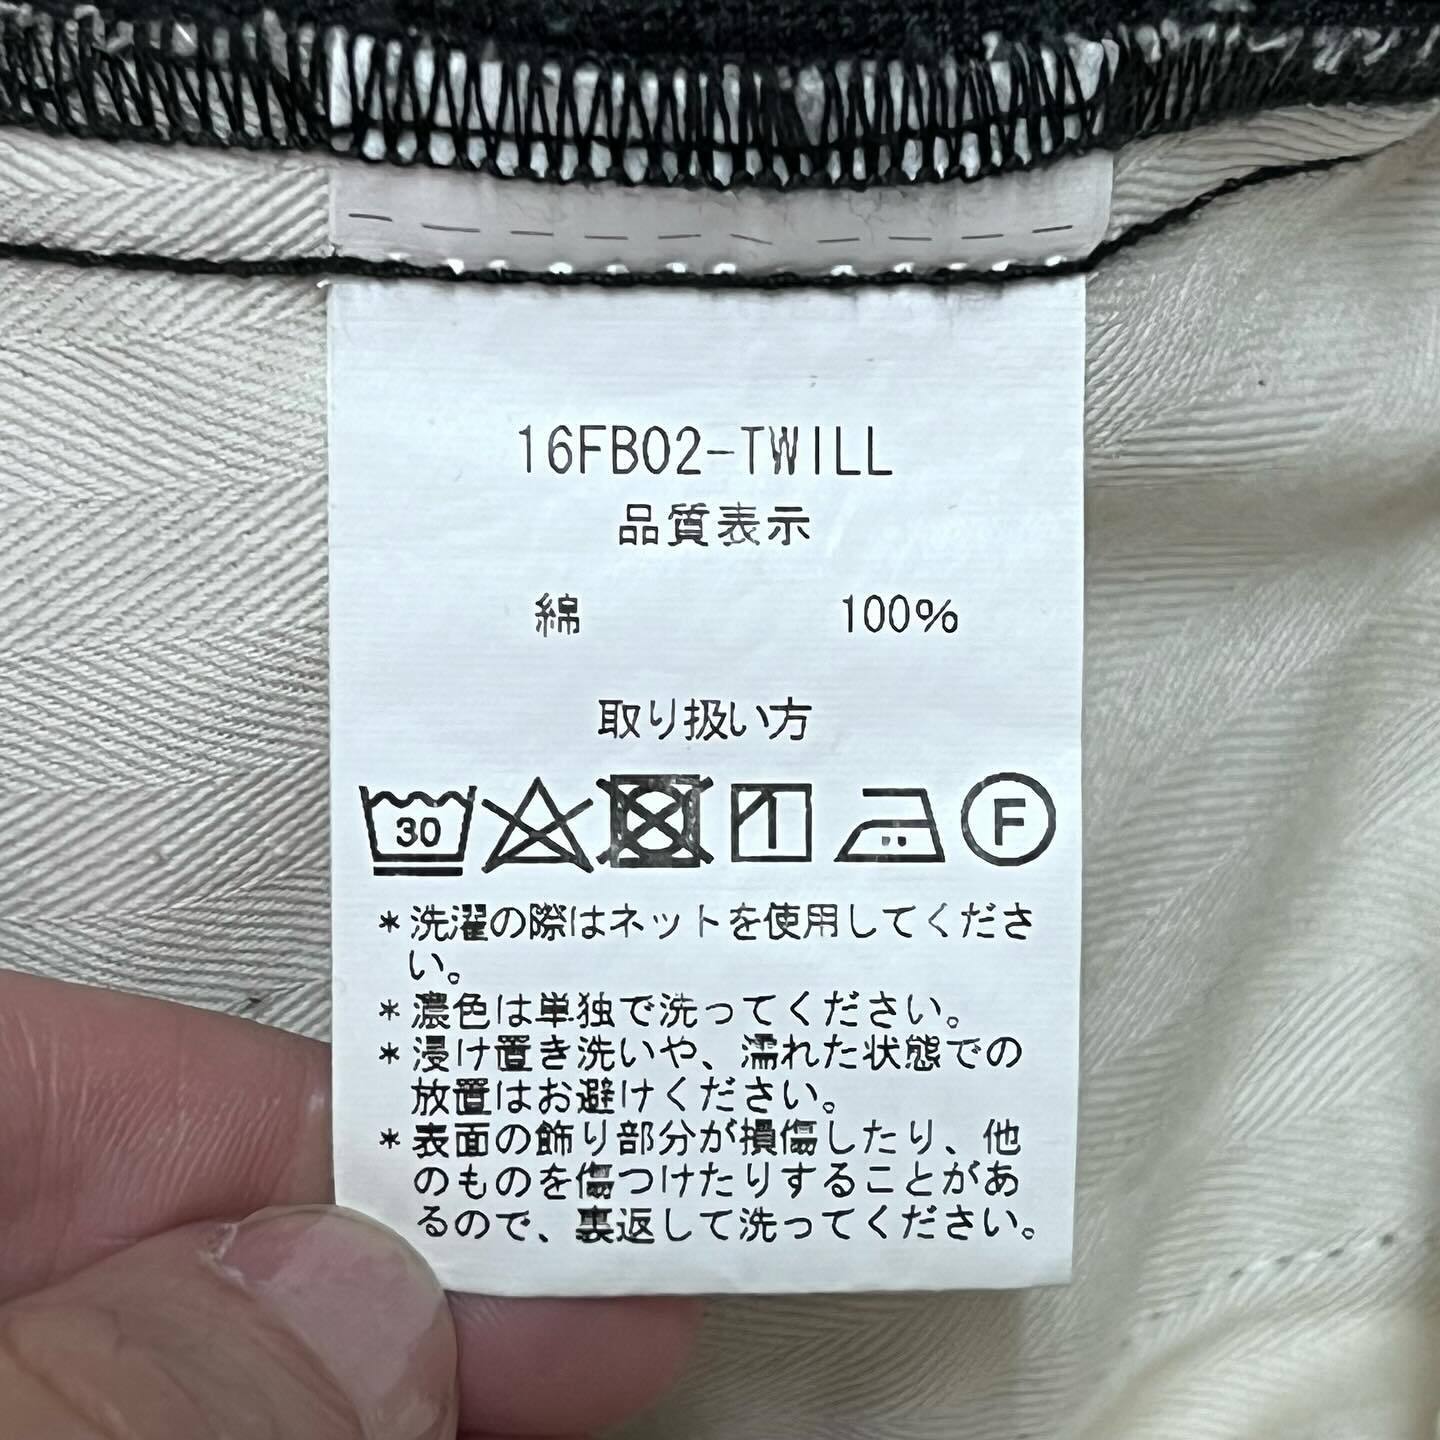 16FB02-TWILL
品質表示
綿 100%
取り扱い方
30 F
*洗濯の際はネットを使用してくださ
い。
*濃色は単独で洗ってください。
*浸け置き洗いや、濡れた状態での
放置はお避けください。
*表面の飾り部分が損傷したり、他
のものを傷つけたりすることがあ
るので、裏返して洗ってください。